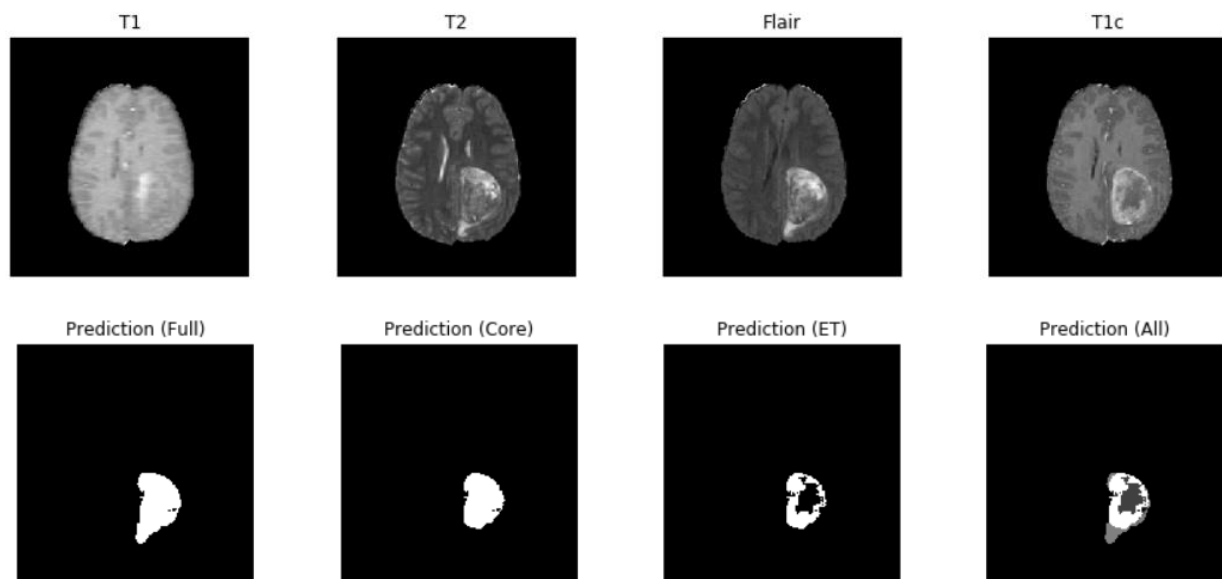 T1
T2
Flair
T1c
Prediction (Full)
Prediction (Core)
Prediction (ET)
Prediction (All)